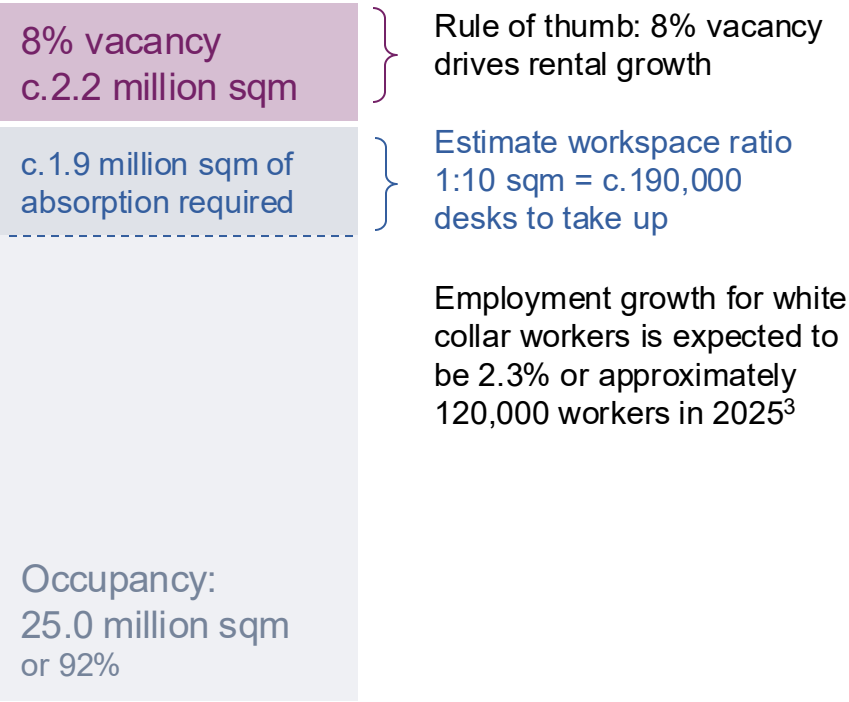 8% vacancy
c.2.2 million sqm
Rule of thumb: 8% vacancy
drives rental growth
c.1.9 million sqm of
absorption required
Estimate workspace ratio
1:10 sqm = c.190,000
desks to take up
Employment growth for white
collar workers is expected to
be 2.3% or approximately
120,000 workers in 2025³
Occupancy:
25.0 million sqm
or 92%